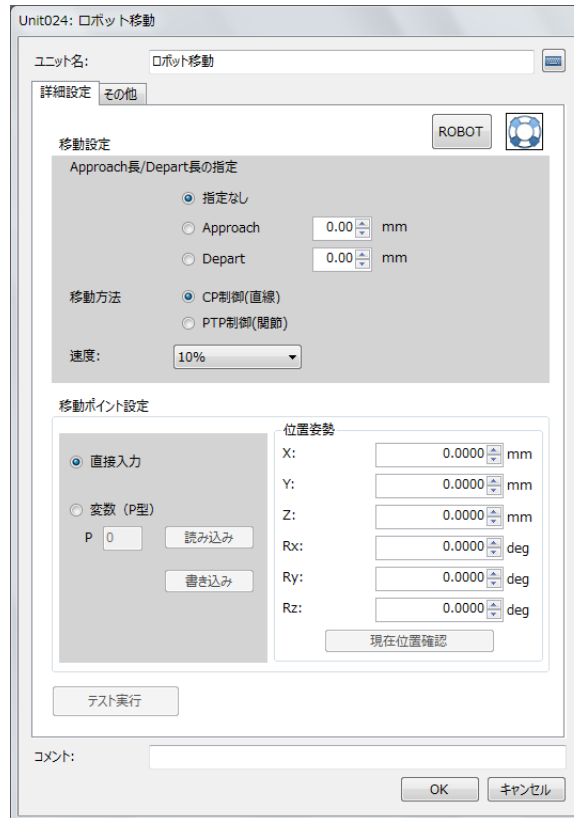 Unit024: ロボット移動
ユニット名: ロボット移動
詳細設定 その他
ROBOT
移動設定
Approach長/Depart長の指定
指定なし
Approach 0.00 mm
Depart 0.00 mm
移動方法 CP制御(直線)
PTP制御(関節)
速度: 10%
移動ポイント設定
位置姿勢
直接入力
変数（P型）
P 0 読み込み
書き込み
X: 0.0000 mm
Y: 0.0000 mm
Z: 0.0000 mm
Rx: 0.0000 deg
Ry: 0.0000 deg
Rz: 0.0000 deg
現在位置確認
テスト実行
コメント:
OK キャンセル